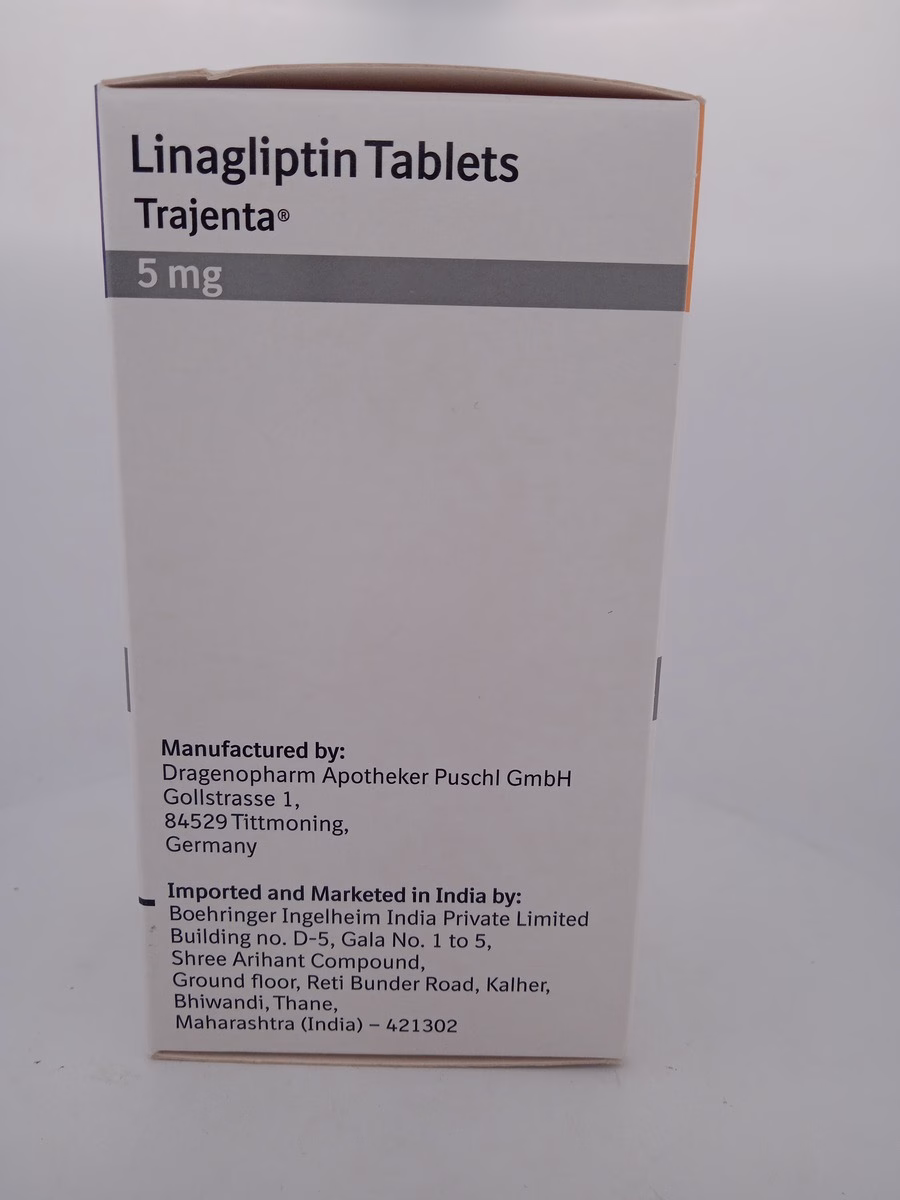 Linagliptin Tablets
Trajenta®
5 mg
Manufactured by:
Dragenopharm Apotheker Puschl GmbH
Gollstrasse 1,
84529 Tittmoning,
Germany
Imported and Marketed in India by:
Boehringer Ingelheim India Private Limited
Building no. D-5, Gala No. 1 to 5,
Shree Arihant Compound,
Ground floor, Reti Bunder Road, Kalher,
Bhiwandi, Thane,
Maharashtra (India) – 421302